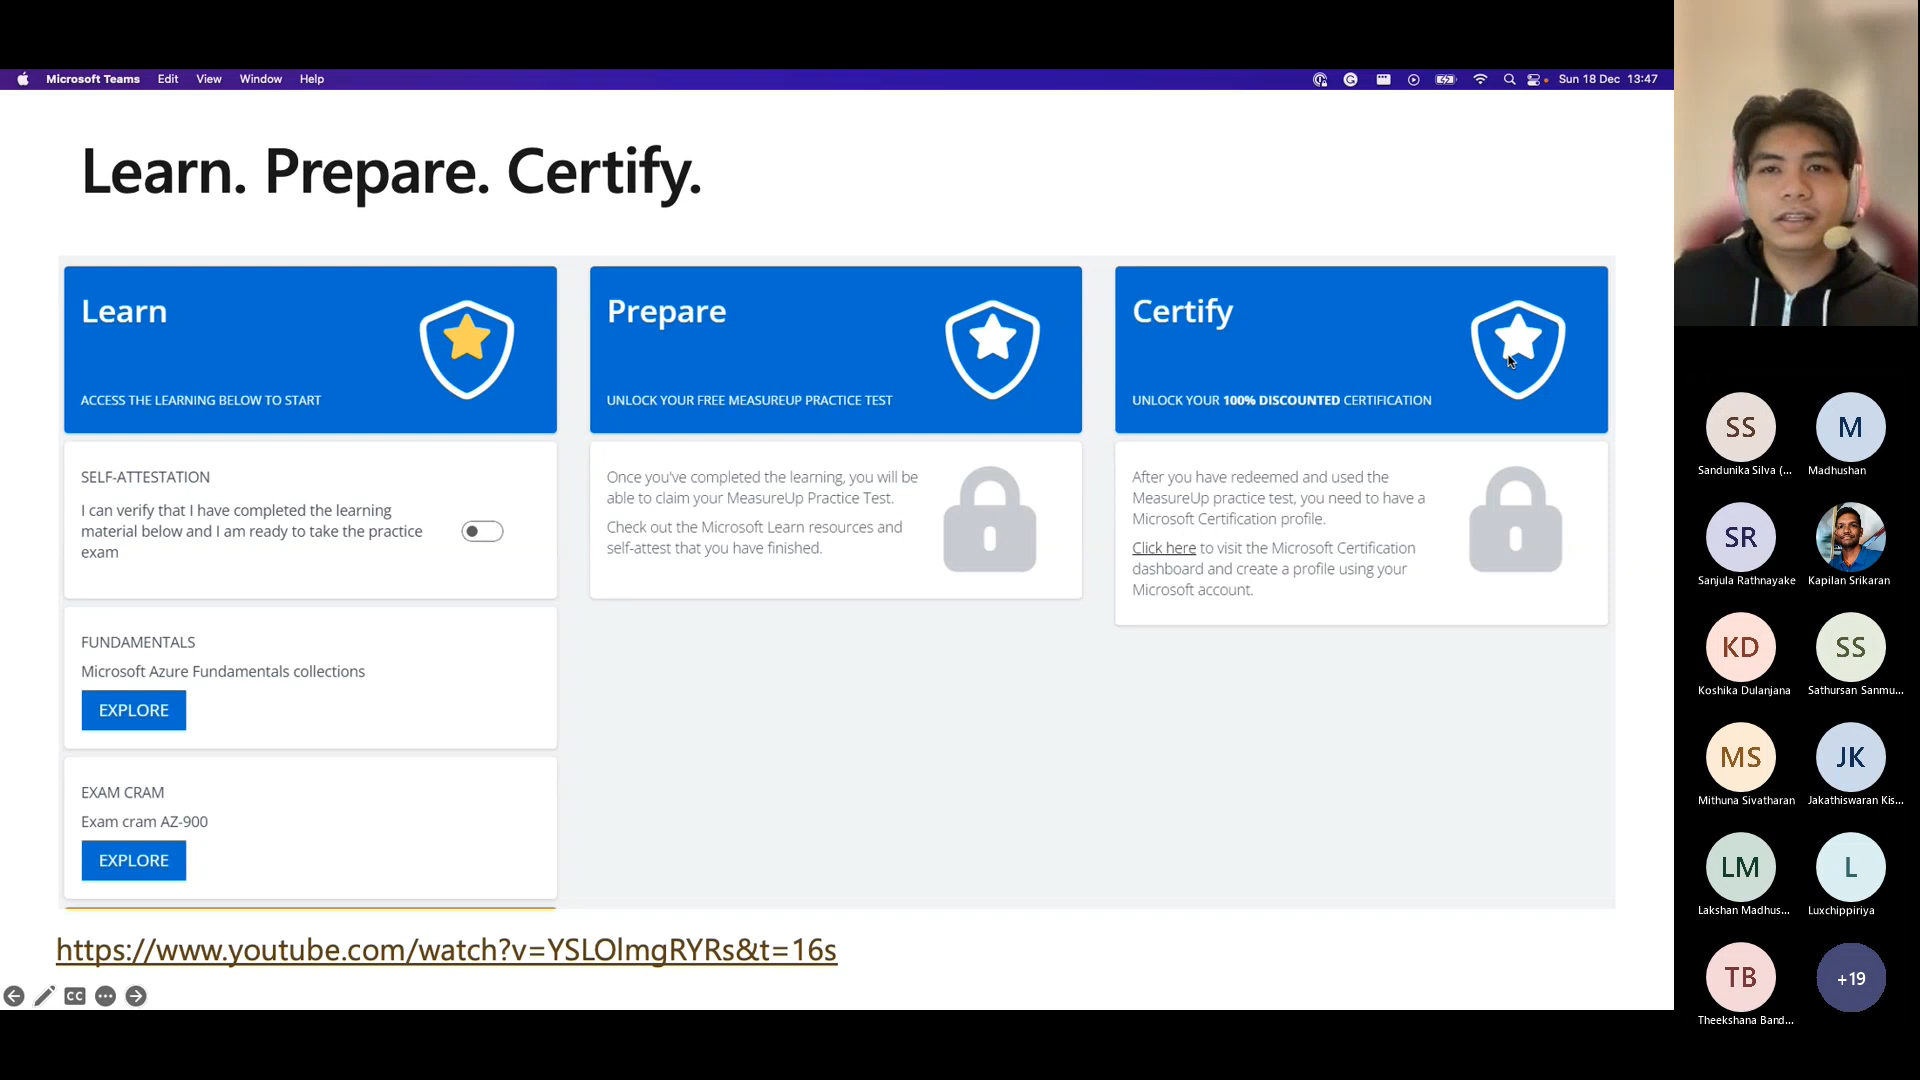 Microsoft Teams Edit View Window Help
Sun 18 Dec 13:47
Learn. Prepare. Certify.
Learn
ACCESS THE LEARNING BELOW TO START
SELF-ATTESTATION
I can verify that I have completed the learning
material below and I am ready to take the practice
exam
FUNDAMENTALS
Microsoft Azure Fundamentals collections
EXPLORE
EXAM CRAM
Exam cram AZ-900
EXPLORE
Prepare
UNLOCK YOUR FREE MEASUREUP PRACTICE TEST
Once you've completed the learning, you will be
able to claim your MeasureUp Practice Test.
Check out the Microsoft Learn resources and
self-attest that you have finished.
Certify
UNLOCK YOUR 100% DISCOUNTED CERTIFICATION
After you have redeemed and used the
MeasureUp practice test, you need to have a
Microsoft Certification profile.
Click here to visit the Microsoft Certification
dashboard and create a profile using your
Microsoft account.
https://www.youtube.com/watch?v=YSLOlmgRYRs&t=16s
CC
SS
Sandunika Silva (...
M
Madhushan
SR
Sanjula Rathnayake
Kapilan Srikaran
KD
Koshika Dulanjana
SS
Sathursan Sanmu...
MS
Mithuna Sivatharan
JK
Jakathiswaran Kis...
LM
Lakshan Madhus...
L
Luxchippiriya
TB
Theekshana Band...
+19